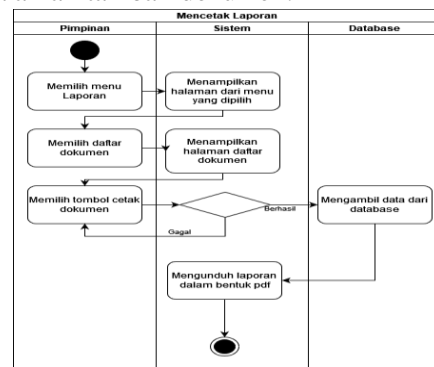 Mencetak Laporan
Pimpinan
Sistem
Database
Memilih menu
Laporan
Menampilkan
halaman dari menu
yang dipilih
Memilih daftar
dokumen
Menampilkan
halaman daftar
dokumen
Memilih tombol cetak
dokumen
Berhasil
Gagal
Mengambil data dari
database
Mengunduh laporan
dalam bentuk pdf